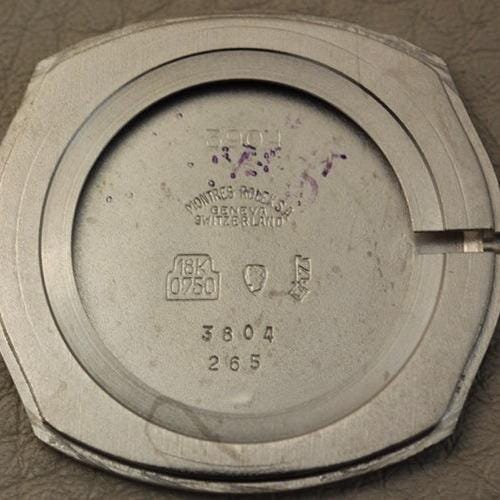 MONTRES ROLEX S.A
GENEVA
SWITZERLAND
18K
0750
3804
265